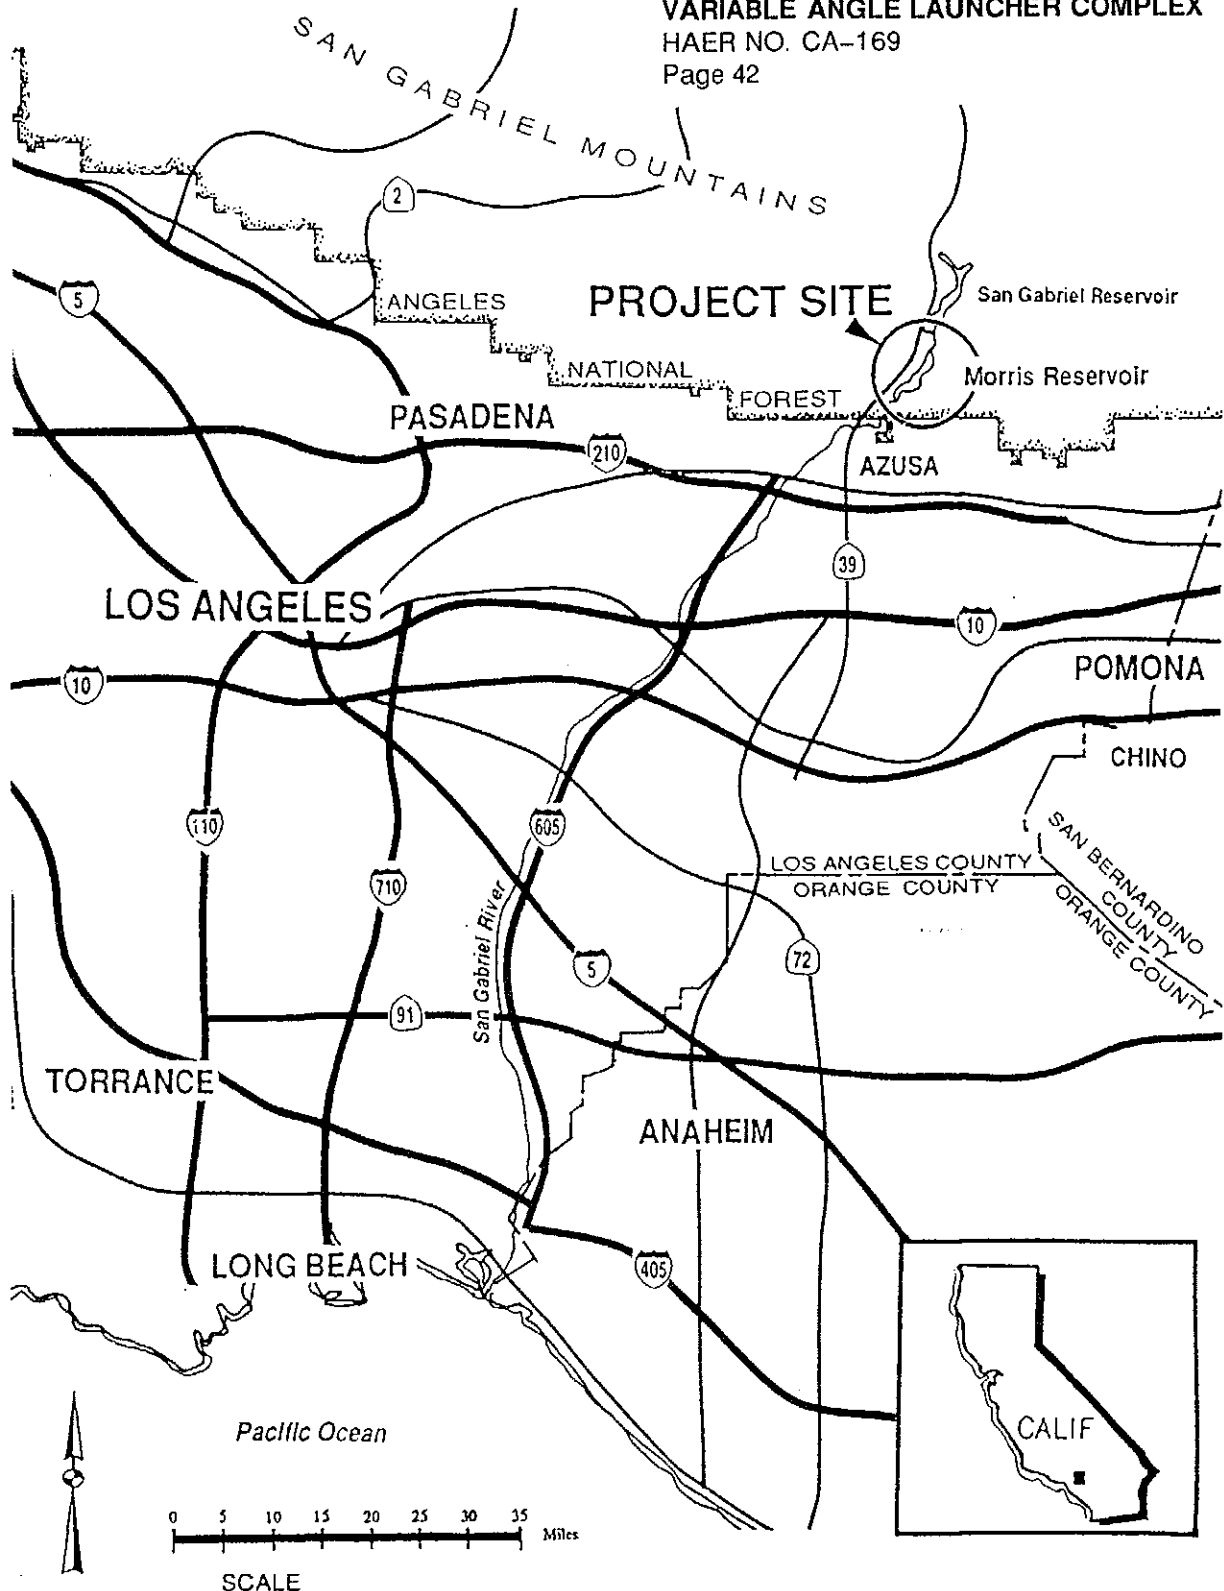 VARIABLE ANGLE LAUNCHER COMPLEX
HAER NO. CA-169
Page 42
SAN GABRIEL MOUNTAINS
2
5
ANGELES
PROJECT SITE
San Gabriel Reservoir
NATIONAL
Morris Reservoir
FOREST
PASADENA
210
AZUSA
39
LOS ANGELES
10
10
POMONA
CHINO
110
605
710
LOS ANGELES COUNTY
ORANGE COUNTY
SAN BERNARDINO
COUNTY
ORANGE COUNTY
San Gabriel River
5
72
91
TORRANCE
ANAHEIM
LONG BEACH
405
CALIF
Pacific Ocean
0 5 10 15 20 25 30 35
Miles
SCALE